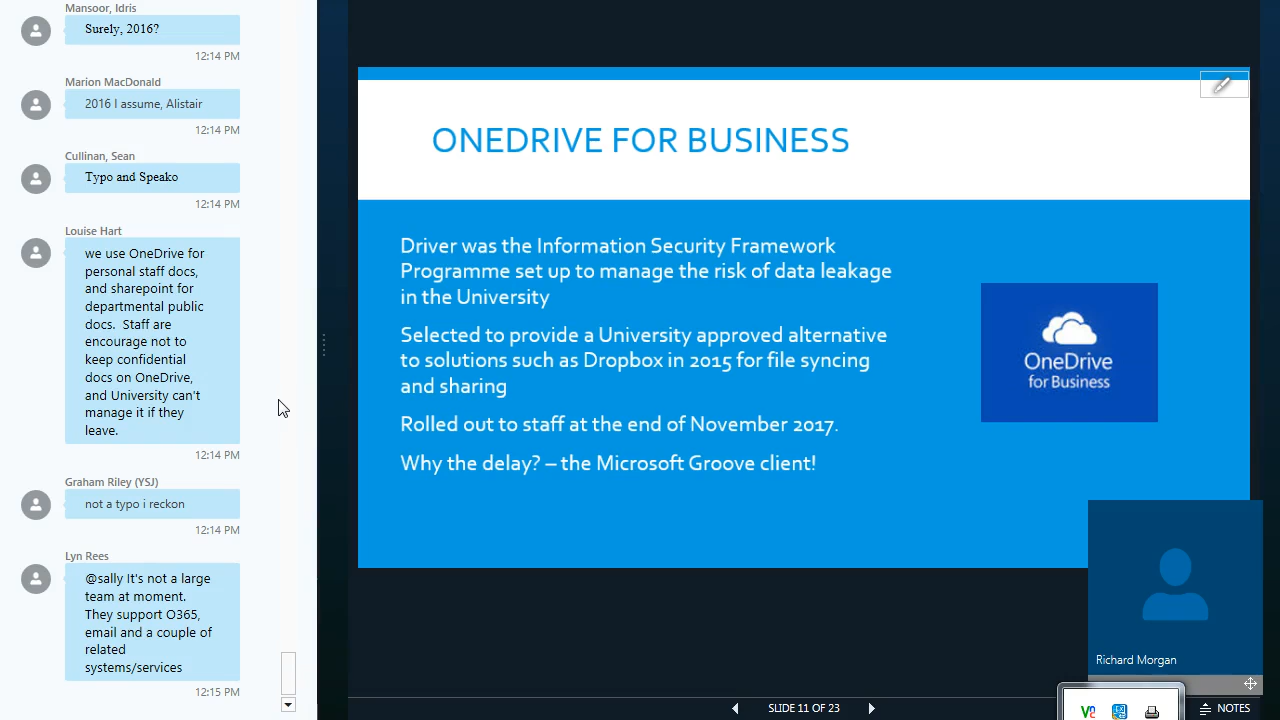 Mansoor, Idris
Surely, 2016?
12:14 PM
Marion MacDonald
2016 I assume, Alistair
12:14 PM
Cullinan, Sean
Typo and Speako
12:14 PM
Louise Hart
we use OneDrive for
personal staff docs,
and sharepoint for
departmental public
docs. Staff are
encourage not to
keep confidential
docs on OneDrive,
and University can't
manage it if they
leave.
12:14 PM
Graham Riley (YSJ)
not a typo i reckon
12:14 PM
Lyn Rees
@sally It's not a large
team at moment.
They support O365,
email and a couple of
related
systems/services
12:15 PM
ONEDRIVE FOR BUSINESS
Driver was the Information Security Framework
Programme set up to manage the risk of data leakage
in the University
Selected to provide a University approved alternative
to solutions such as Dropbox in 2015 for file syncing
and sharing
Rolled out to staff at the end of November 2017.
Why the delay? – the Microsoft Groove client!
OneDrive
for Business
Richard Morgan
SLIDE 11 OF 23
NOTES